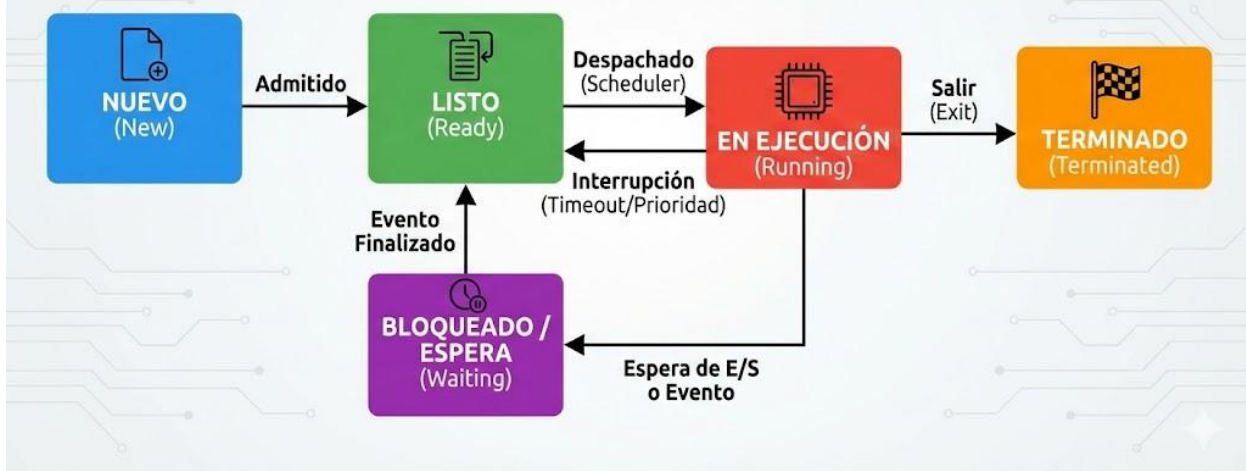 NUEVO
(New)
Admitido
LISTO
(Ready)
Despachado
(Scheduler)
Interrupción
(Timeout/Prioridad)
EN EJECUCIÓN
(Running)
Salir
(Exit)
TERMINADO
(Terminated)
Evento
Finalizado
BLOQUEADO /
ESPERA
(Waiting)
Espera de E/S
o Evento